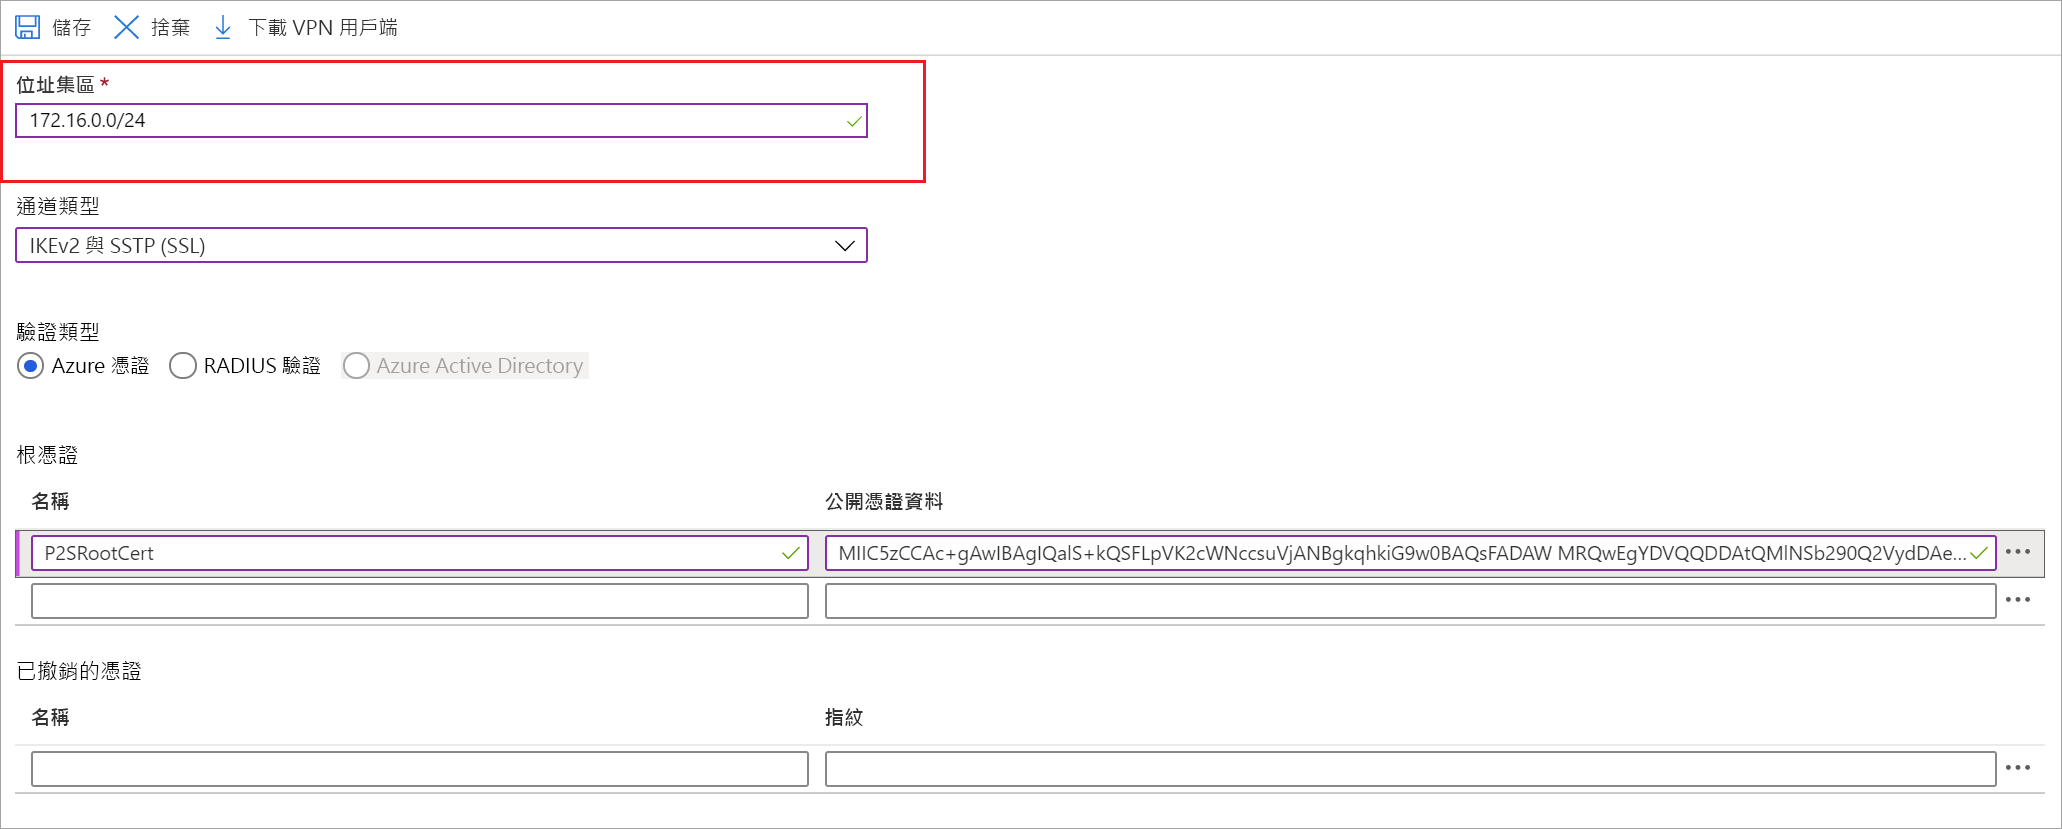 儲存 捨棄 下載 VPN 用戶端
位址集區 *
172.16.0.0/24
通道類型
IKEv2 與 SSTP (SSL)
驗證類型
Azure 憑證 RADIUS 驗證 Azure Active Directory
根憑證
名稱 公開憑證資料
P2SRootCert MIIC5zCCAc+gAwIBAgIQalS+kQSFLpVK2cWNccsuVjANBgkqhkiG9w0BAQsFADAW MRQwEgYDVQQDDAtQMlNSb290Q2VydDAe... •••
•••
已撤銷的憑證
名稱 指紋
•••